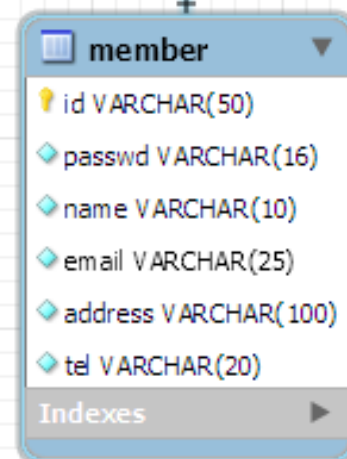 member
id VARCHAR(50)
passwd VARCHAR(16)
name VARCHAR(10)
email VARCHAR(25)
address VARCHAR(100)
tel VARCHAR(20)
Indexes